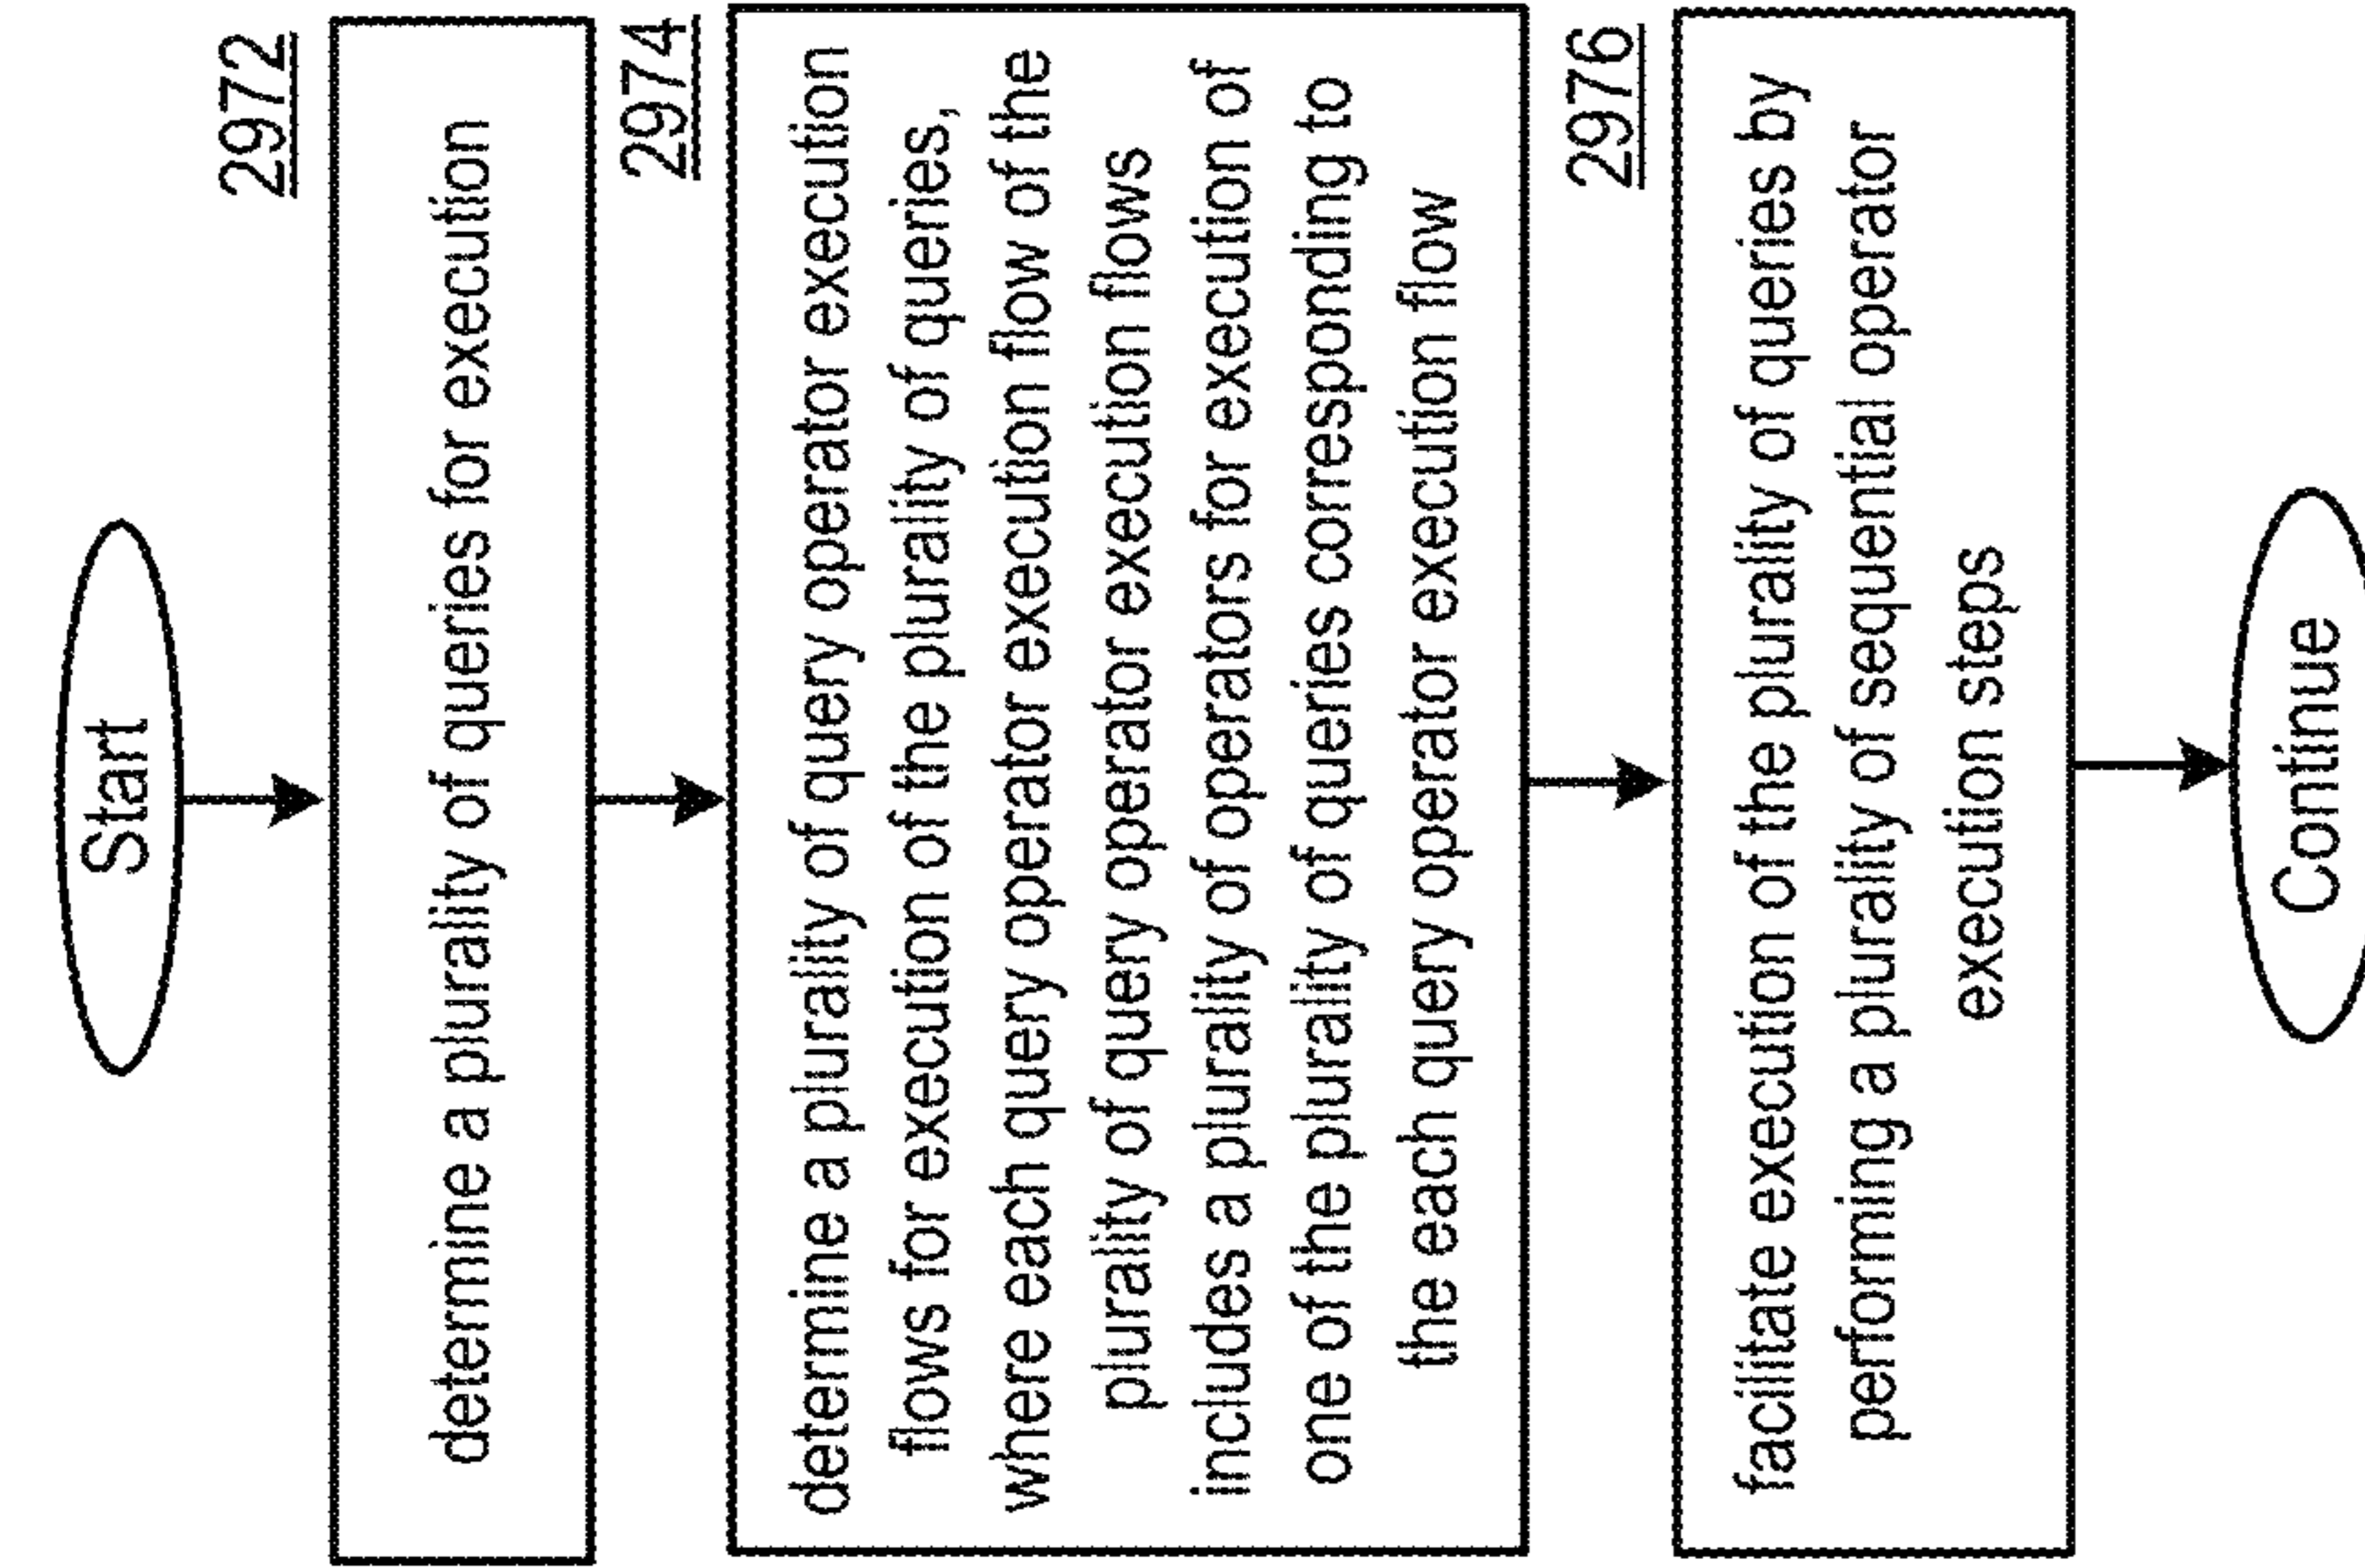 Start
2972
determine a plurality of queries for execution
2974
determine a plurality of query operator execution
flows for execution of the plurality of queries,
where each query operator execution flow of the
plurality of query operator execution flows
includes a plurality of operators for execution of
one of the plurality of queries corresponding to
the each query operator execution flow
2976
facilitate execution of the plurality of queries by
performing a plurality of sequential operator
execution steps
Continue